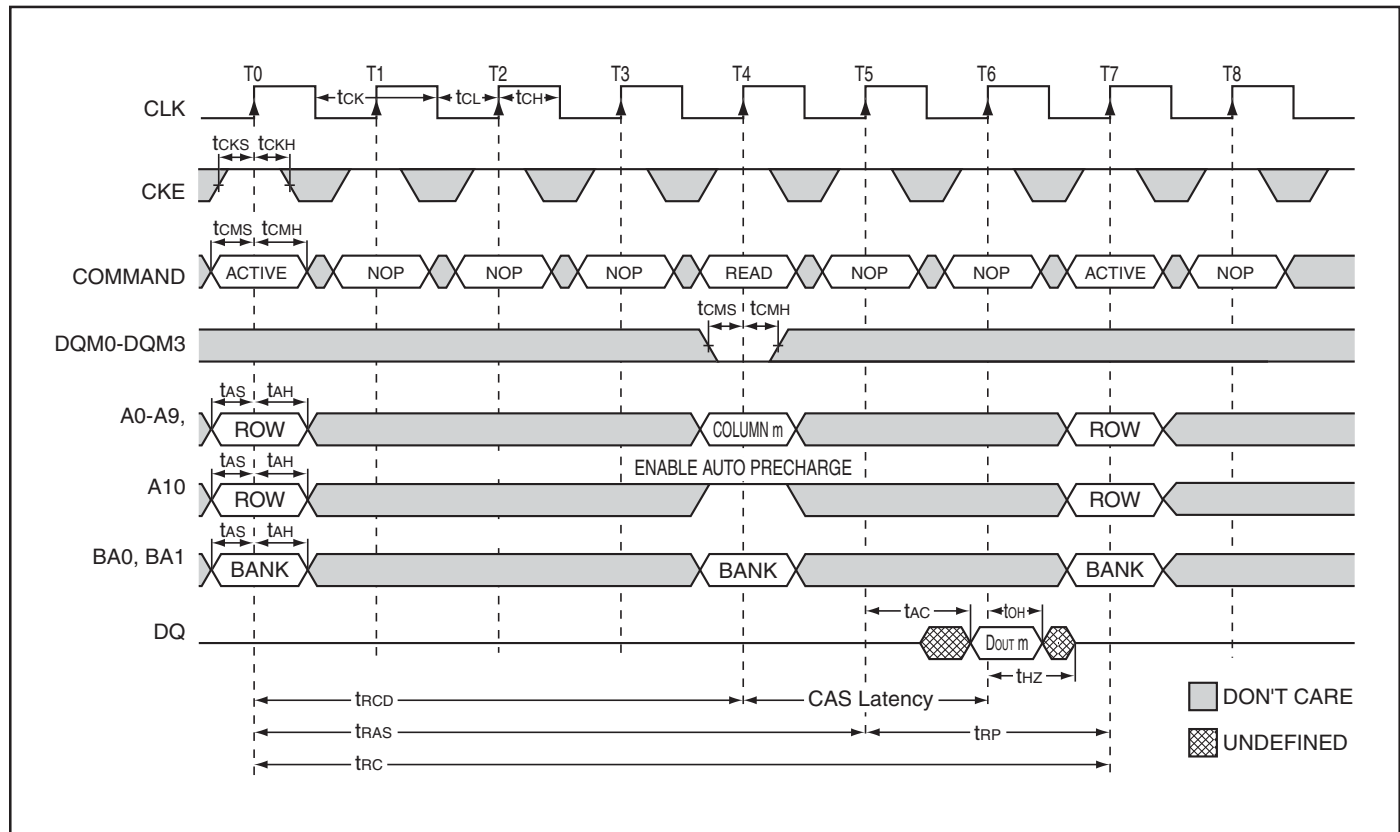 T0 T1 T2 T3 T4 T5 T6 T7 T8
CLK tCK tCL tCH
tCKS tCKH
CKE
tCMS tCMH
COMMAND ACTIVE NOP NOP NOP READ NOP NOP ACTIVE NOP
tCMS tCMH
DQM0-DQM3
tAS tAH
A0-A9, ROW COLUMN m ROW
tAS tAH ENABLE AUTO PRECHARGE
A10 ROW ROW
tAS tAH
BA0, BA1 BANK BANK BANK
tAC tOH
DQ DOUT m
tHZ
tRCD CAS Latency DON'T CARE
tRAS tRP UNDEFINED
tRC